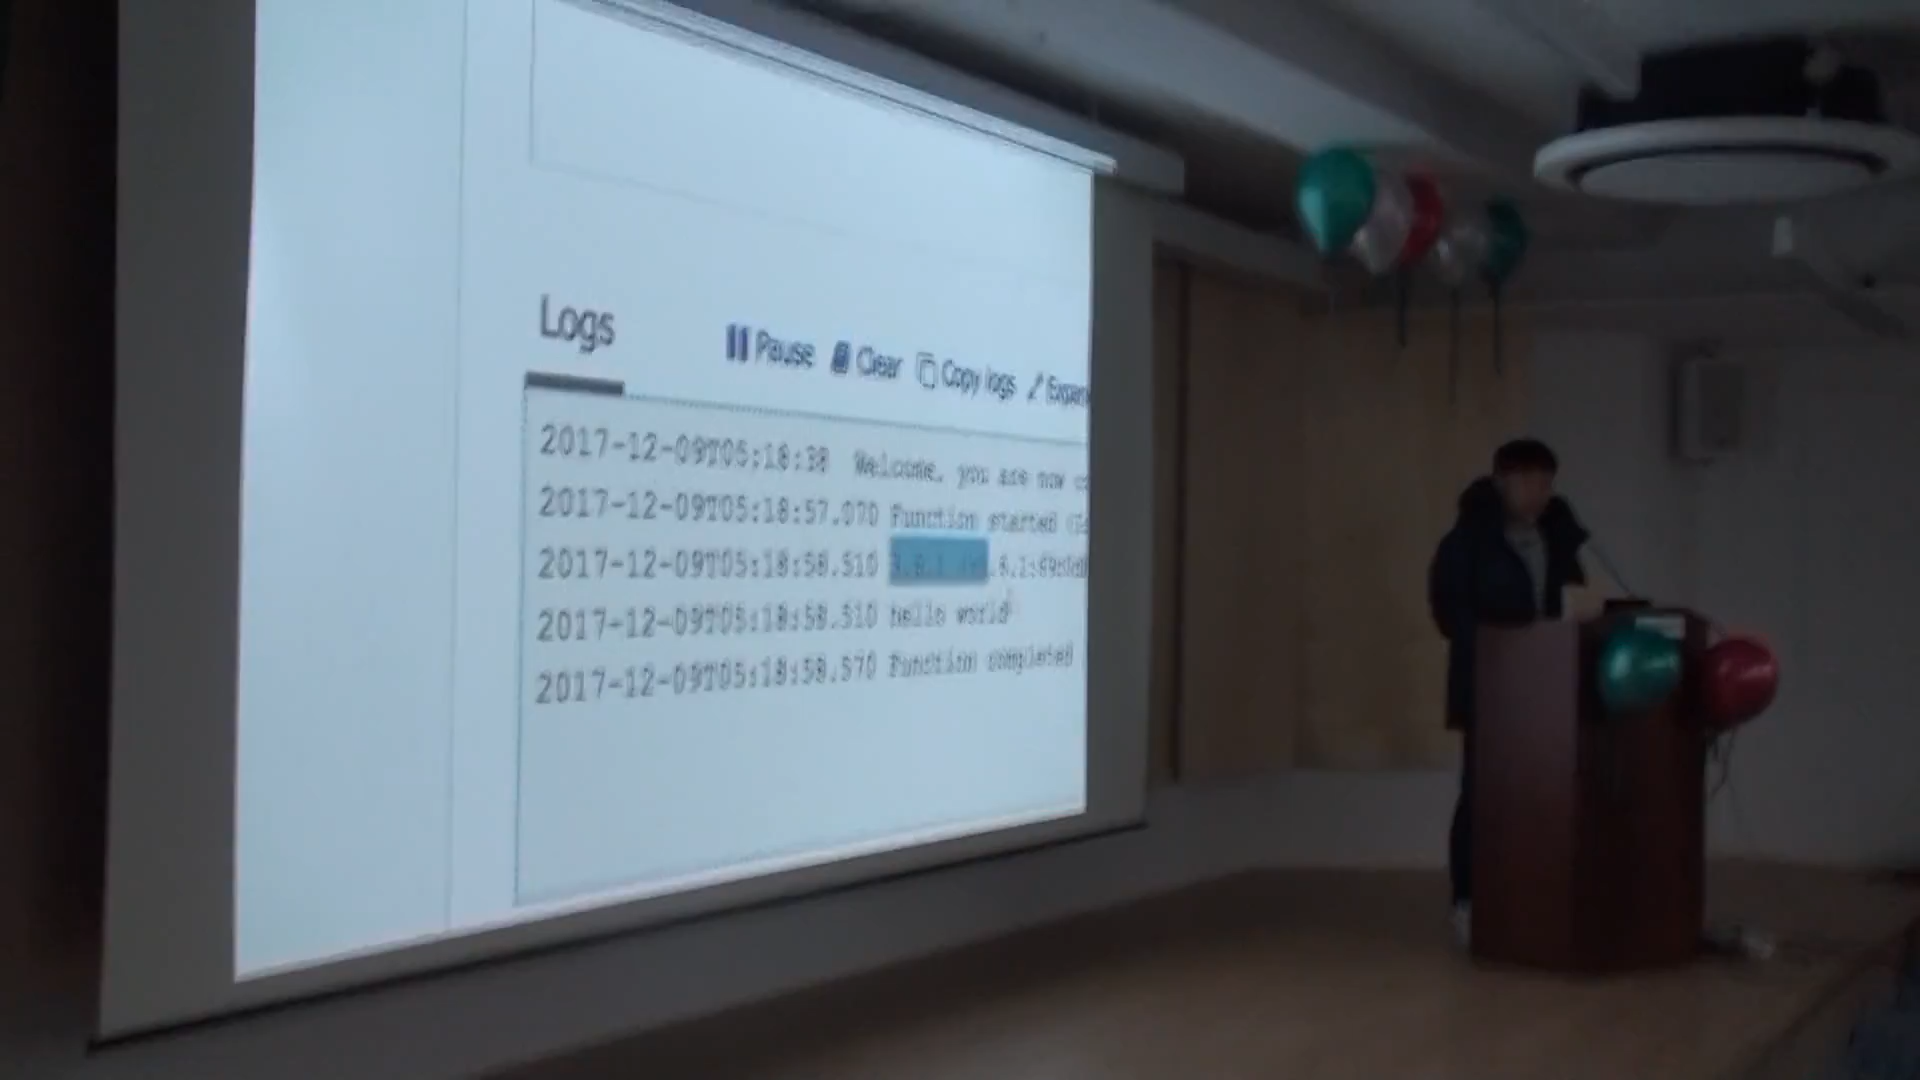 Logs
Pause Clear Copy logs
2017-12-09T05:18:38 Welcome, you are now
2017-12-09T05:18:57.070 Function started
2017-12-09T05:18:58.510
2017-12-09T05:18:58.510 hello world
2017-12-09T05:18:58.570 Function completed